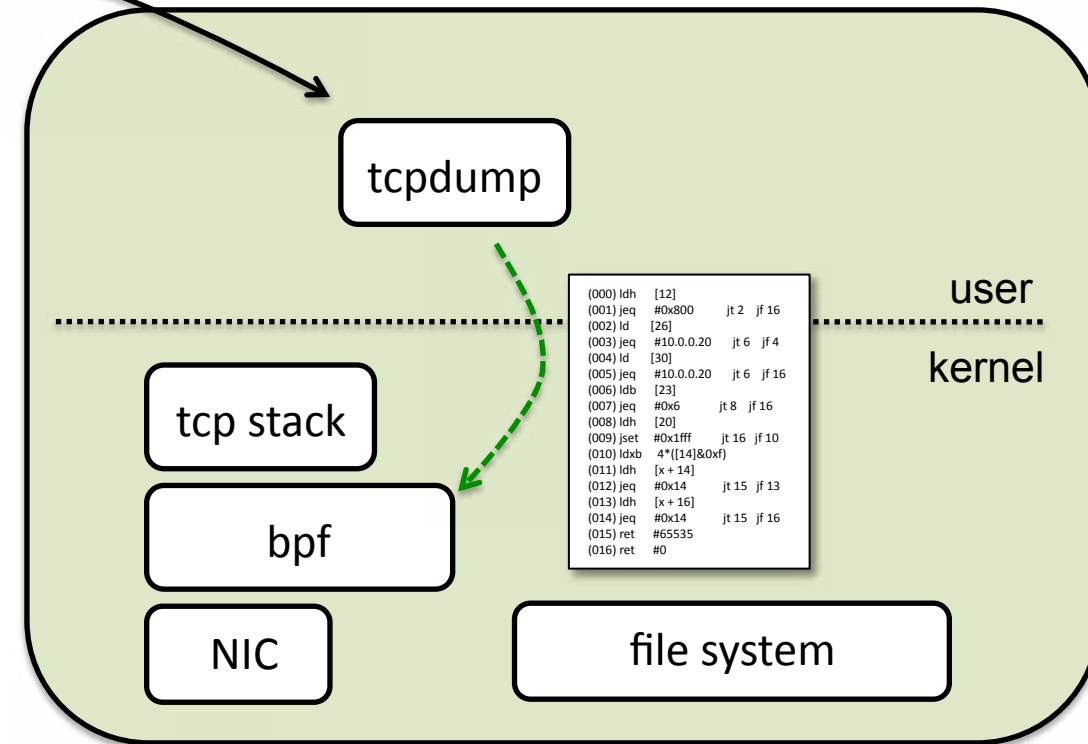 tcpdump
user
(000) ldh [12]
(001) jeq #0x800 jt 2 jf 16
(002) ld [26]
(003) jeq #10.0.0.20 jt 6 jf 4
(004) ld [30]
(005) jeq #10.0.0.20 jt 6 jf 16
(006) ldb [23]
(007) jeq #0x6 jt 8 jf 16
(008) ldh [20]
(009) jset #0x1fff jt 16 jf 10
(010) ldxb 4*([14]&0xf)
(011) ldh [x + 14]
(012) jeq #0x14 jt 15 jf 13
(013) ldh [x + 16]
(014) jeq #0x14 jt 15 jf 16
(015) ret #65535
(016) ret #0
kernel
tcp stack
bpf
NIC
file system